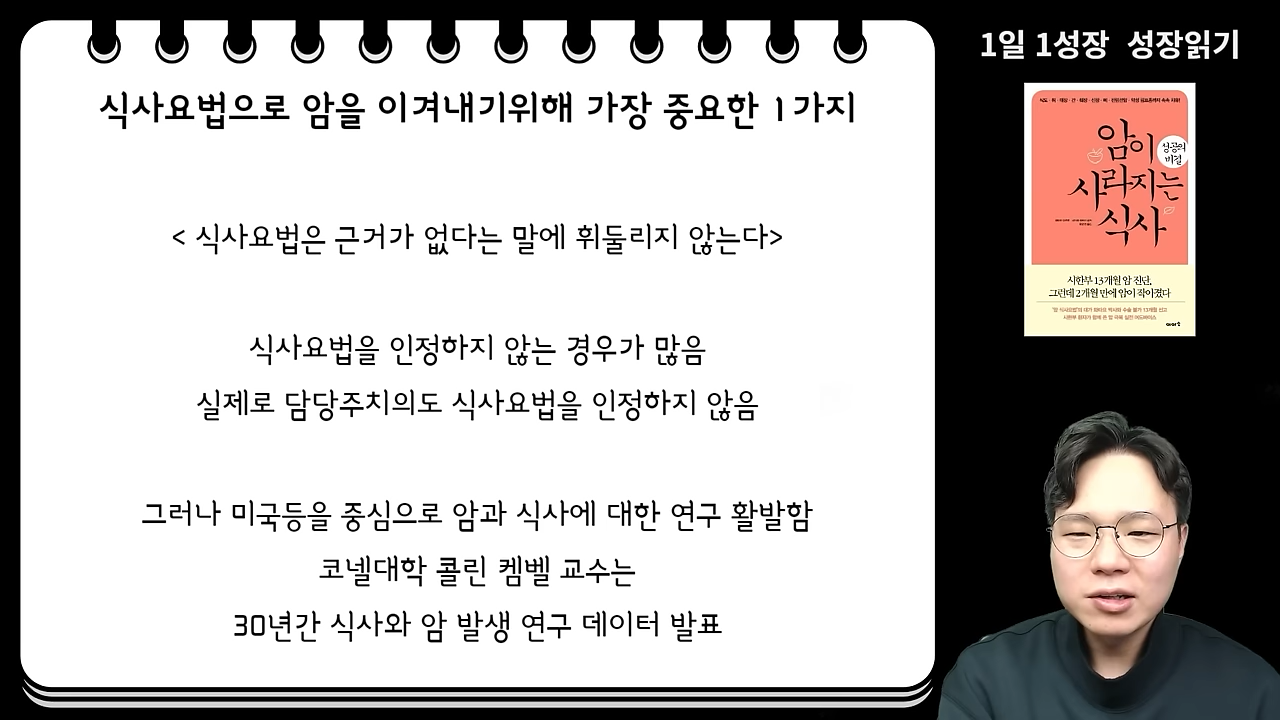 식사요법으로 암을 이겨내기위해 가장 중요한 1가지
< 식사요법은 근거가 없다는 말에 휘둘리지 않는다>
식사요법을 인정하지 않는 경우가 많음
실제로 담당주치의도 식사요법을 인정하지 않음
그러나 미국등을 중심으로 암과 식사에 대한 연구 활발함
코넬대학 콜린 켐벨 교수는
30년간 식사와 암 발생 연구 데이터 발표
1일 1성장 성장읽기
암이
사라지는
식사
성공의
비결
시한부 13개월 암 진단,
그런데 2개월 만에 암이 작아졌다